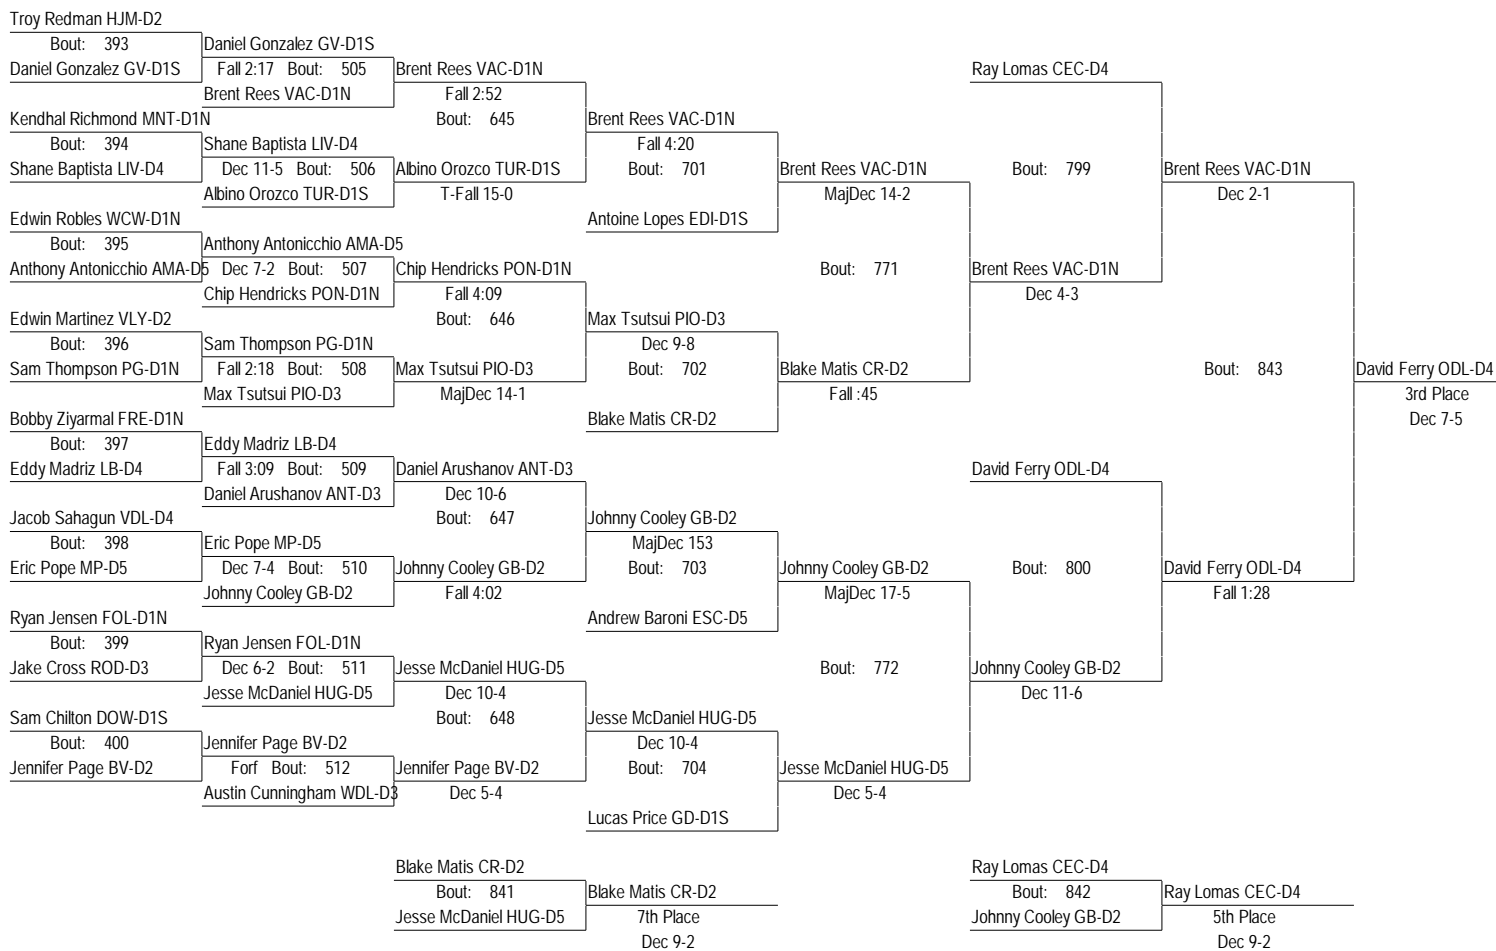 Troy Redman HJM-D2
Bout: 393 Daniel Gonzalez GV-D1S
Daniel Gonzalez GV-D1S Fall 2:17 Bout: 505 Brent Rees VAC-D1N Ray Lomas CEC-D4
Brent Rees VAC-D1N Fall 2:52
Kendhal Richmond MNT-D1N Bout: 645 Brent Rees VAC-D1N
Bout: 394 Shane Baptista LIV-D4 Fall 4:20
Shane Baptista LIV-D4 Dec 11-5 Bout: 506 Albino Orozco TUR-D1S Bout: 701 Brent Rees VAC-D1N Bout: 799 Brent Rees VAC-D1N
Albino Orozco TUR-D1S T-Fall 15-0 MajDec 14-2 Dec 2-1
Edwin Robles WCW-D1N Antoine Lopes EDI-D1S
Bout: 395 Anthony Antonicchio AMA-D5
Anthony Antonicchio AMA-D5 Dec 7-2 Bout: 507 Chip Hendricks PON-D1N Bout: 771 Brent Rees VAC-D1N
Chip Hendricks PON-D1N Fall 4:09 Dec 4-3
Edwin Martinez VLY-D2 Bout: 646 Max Tsutsui PIO-D3
Bout: 396 Sam Thompson PG-D1N Dec 9-8
Sam Thompson PG-D1N Fall 2:18 Bout: 508 Max Tsutsui PIO-D3 Bout: 702 Blake Matis CR-D2 Bout: 843 David Ferry ODL-D4
Max Tsutsui PIO-D3 MajDec 14-1 Fall :45 3rd Place
Bobby Ziyarmal FRE-D1N Blake Matis CR-D2 Dec 7-5
Bout: 397 Eddy Madriz LB-D4
Eddy Madriz LB-D4 Fall 3:09 Bout: 509 Daniel Arushanov ANT-D3 David Ferry ODL-D4
Daniel Arushanov ANT-D3 Dec 10-6
Jacob Sahagun VDL-D4 Bout: 647 Johnny Cooley GB-D2
Bout: 398 Eric Pope MP-D5 MajDec 153
Eric Pope MP-D5 Dec 7-4 Bout: 510 Johnny Cooley GB-D2 Bout: 703 Johnny Cooley GB-D2 Bout: 800 David Ferry ODL-D4
Johnny Cooley GB-D2 Fall 4:02 MajDec 17-5 Fall 1:28
Ryan Jensen FOL-D1N Andrew Baroni ESC-D5
Bout: 399 Ryan Jensen FOL-D1N
Jake Cross ROD-D3 Dec 6-2 Bout: 511 Jesse McDaniel HUG-D5 Bout: 772 Johnny Cooley GB-D2
Jesse McDaniel HUG-D5 Dec 10-4 Dec 11-6
Sam Chilton DOW-D1S Bout: 648 Jesse McDaniel HUG-D5
Bout: 400 Jennifer Page BV-D2 Dec 10-4
Jennifer Page BV-D2 Forf Bout: 512 Jennifer Page BV-D2 Bout: 704 Jesse McDaniel HUG-D5
Austin Cunningham WDL-D3 Dec 5-4 Dec 5-4
Lucas Price GD-D1S
Blake Matis CR-D2 Ray Lomas CEC-D4
Bout: 841 Blake Matis CR-D2 Bout: 842 Ray Lomas CEC-D4
Jesse McDaniel HUG-D5 7th Place Johnny Cooley GB-D2 5th Place
Dec 9-2 Dec 9-2